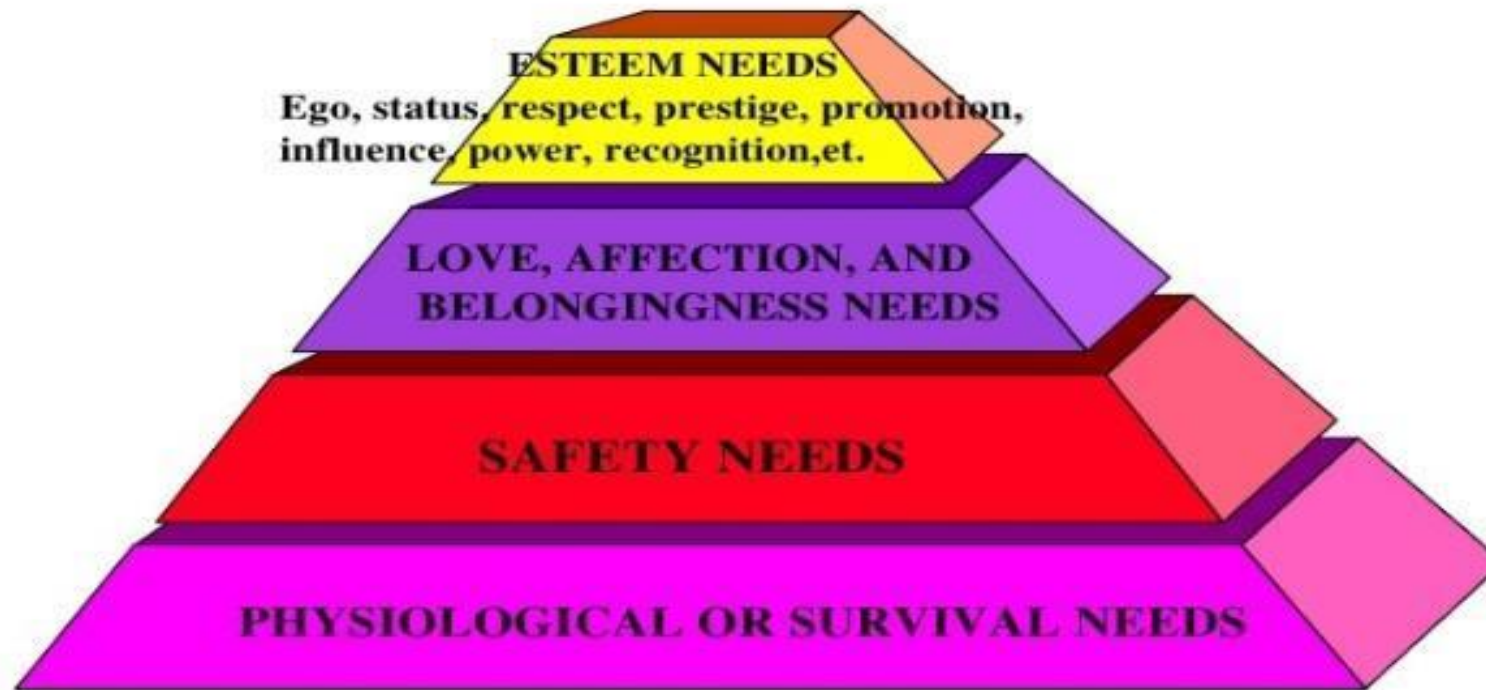 ESTEEM NEEDS
Ego, status, respect, prestige, promotion,
influence, power, recognition,et.
LOVE, AFFECTION, AND
BELONGINGNESS NEEDS
SAFETY NEEDS
PHYSIOLOGICAL OR SURVIVAL NEEDS